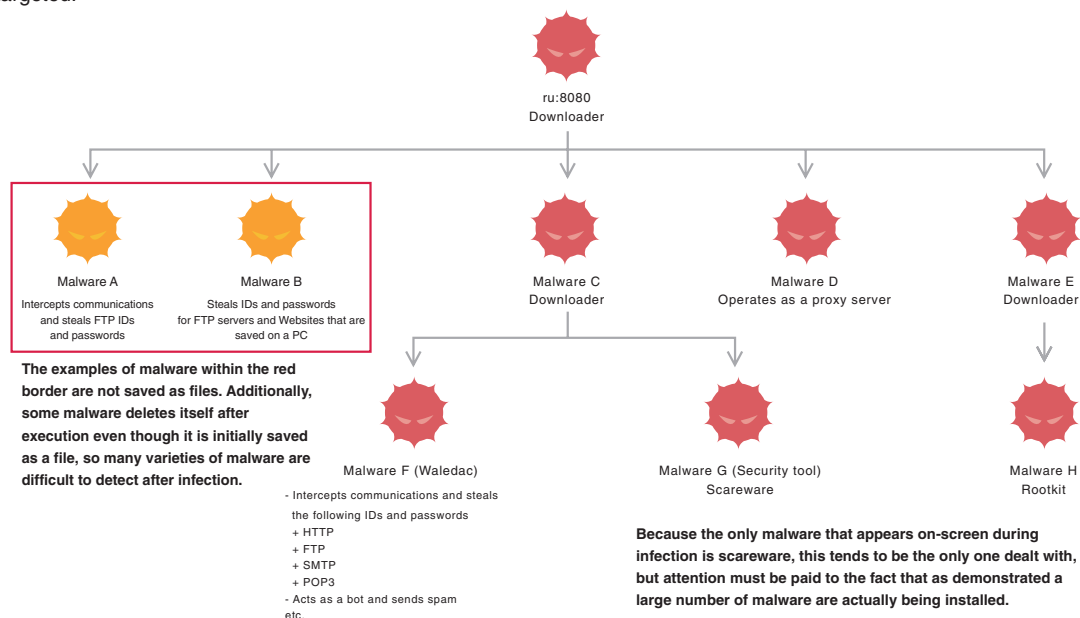 ru:8080
Downloader
Malware A
Intercepts communications
and steals FTP IDs
and passwords
Malware B
Steals IDs and passwords
for FTP servers and Websites that are
saved on a PC
Malware C
Downloader
Malware D
Operates as a proxy server
Malware E
Downloader
The examples of malware within the red
border are not saved as files. Additionally,
some malware deletes itself after
execution even though it is initially saved
as a file, so many varieties of malware are
difficult to detect after infection.
Malware F (Waledac)
- Intercepts communications and steals
the following IDs and passwords
+ HTTP
+ FTP
+ SMTP
+ POP3
- Acts as a bot and sends spam
etc.
Malware G (Security tool)
Scareware
Malware H
Rootkit
Because the only malware that appears on-screen during
infection is scareware, this tends to be the only one dealt with,
but attention must be paid to the fact that as demonstrated a
large number of malware are actually being installed.